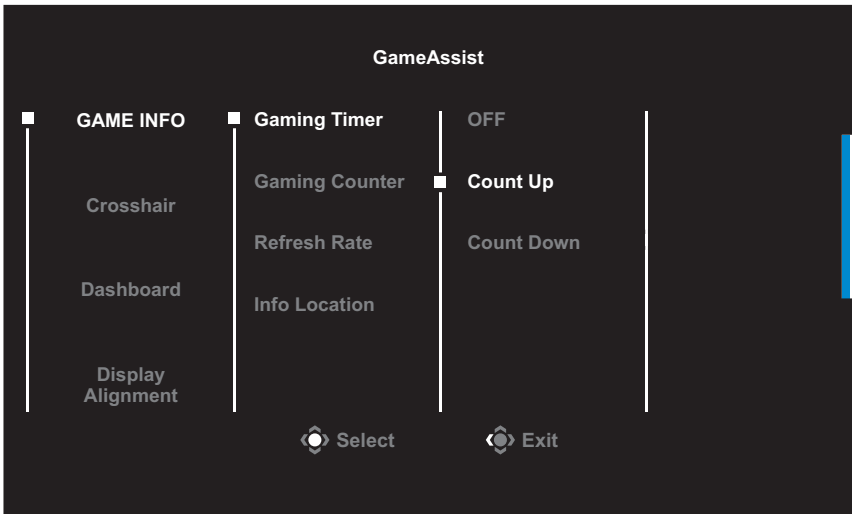 GameAssist
GAME INFO
Gaming Timer
OFF
Gaming Counter
Count Up
Crosshair
Refresh Rate
Count Down
Dashboard
Info Location
Display
Alignment
Select
Exit